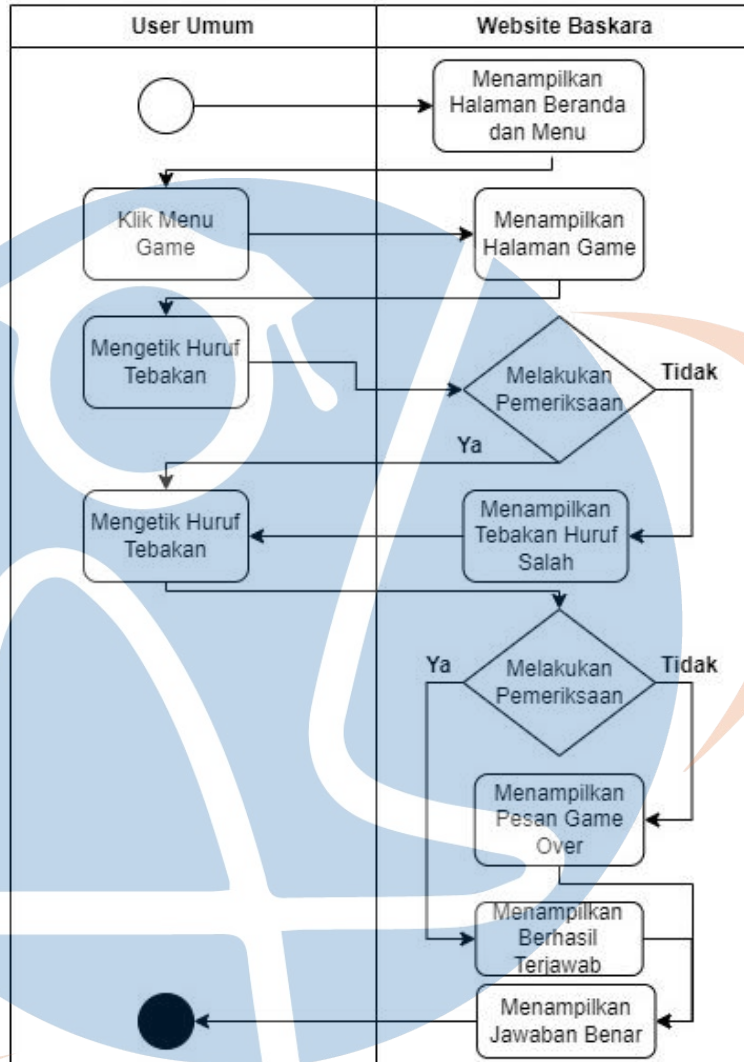 User Umum
Website Baskara
Menampilkan
Halaman Beranda
dan Menu
Klik Menu
Game
Menampilkan
Halaman Game
Mengetik Huruf
Tebakan
Melakukan
Pemeriksaan
Tidak
Ya
Mengetik Huruf
Tebakan
Menampilkan
Tebakan Huruf
Salah
Ya
Melakukan
Pemeriksaan
Tidak
Menampilkan
Pesan Game
Over
Menampilkan
Berhasil
Terjawab
Menampilkan
Jawaban Benar